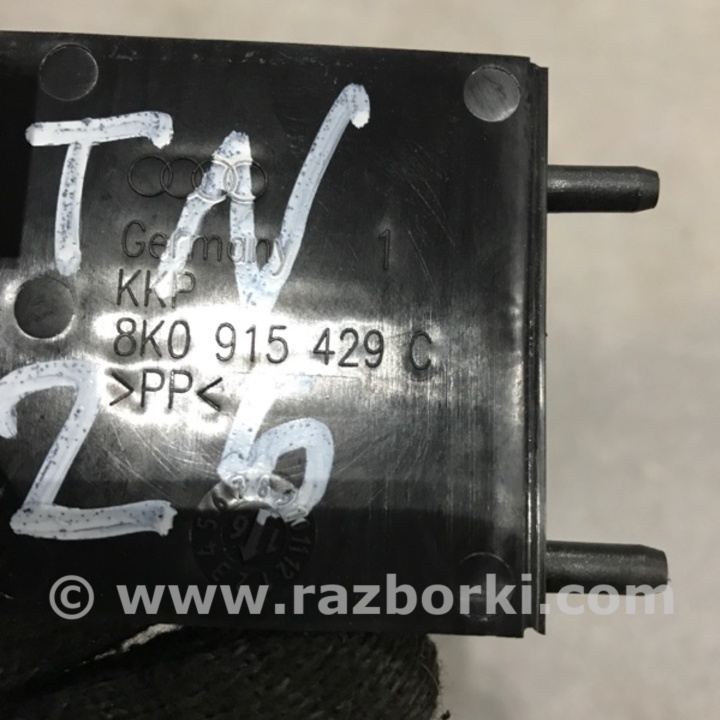 TN
Germany 1
KKP
8K0 915 429 C
>PP<
26
© www.razborki.com